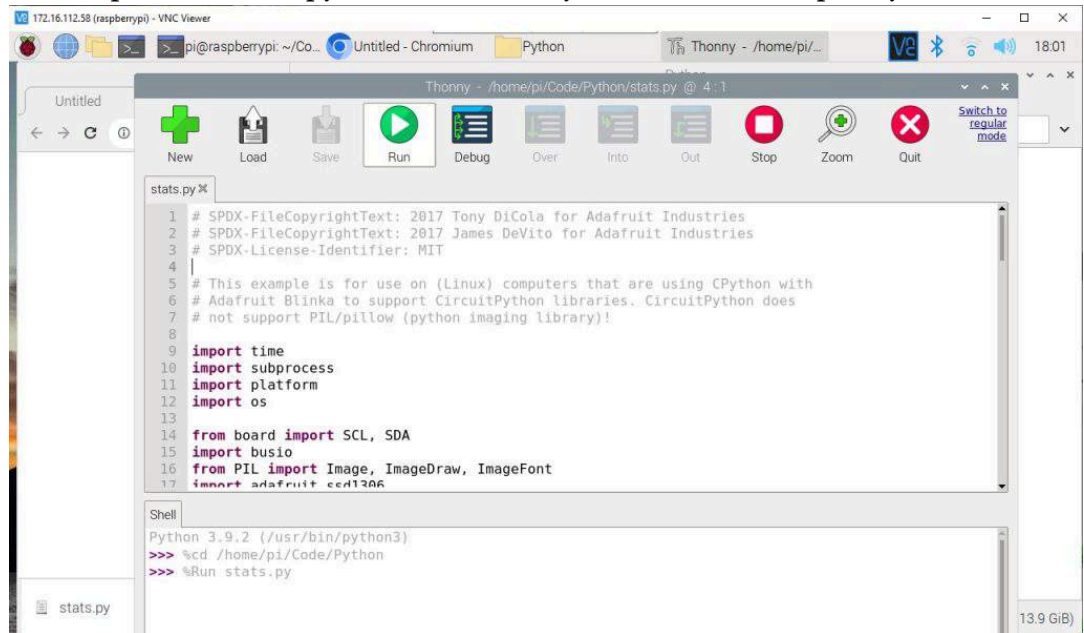 172.16.112.58 (raspberrypi) - VNC Viewer
pi@raspberrypi: ~/Co... Untitled - Chromium Python Thonny - /home/pi/... 18:01
Thonny - /home/pi/Code/Python/stats.py @ 4:1
Untitled
New Load Save Run Debug Over Into Out Stop Zoom Quit
Switch to
regular
mode
stats.py
1 # SPDX-FileCopyrightText: 2017 Tony DiCola for Adafruit Industries
2 # SPDX-FileCopyrightText: 2017 James DeVito for Adafruit Industries
3 # SPDX-License-Identifier: MIT
4
5 # This example is for use on (Linux) computers that are using CPython with
6 # Adafruit Blinka to support CircuitPython libraries. CircuitPython does
7 # not support PIL/pillow (python imaging library)!
8
9 import time
10 import subprocess
11 import platform
12 import os
13
14 from board import SCL, SDA
15 import busio
16 from PIL import Image, ImageDraw, ImageFont
17 import adafruit_ssd1306
Shell
Python 3.9.2 (/usr/bin/python3)
>>> %cd /home/pi/Code/Python
>>> %Run stats.py
stats.py
13.9 GiB)